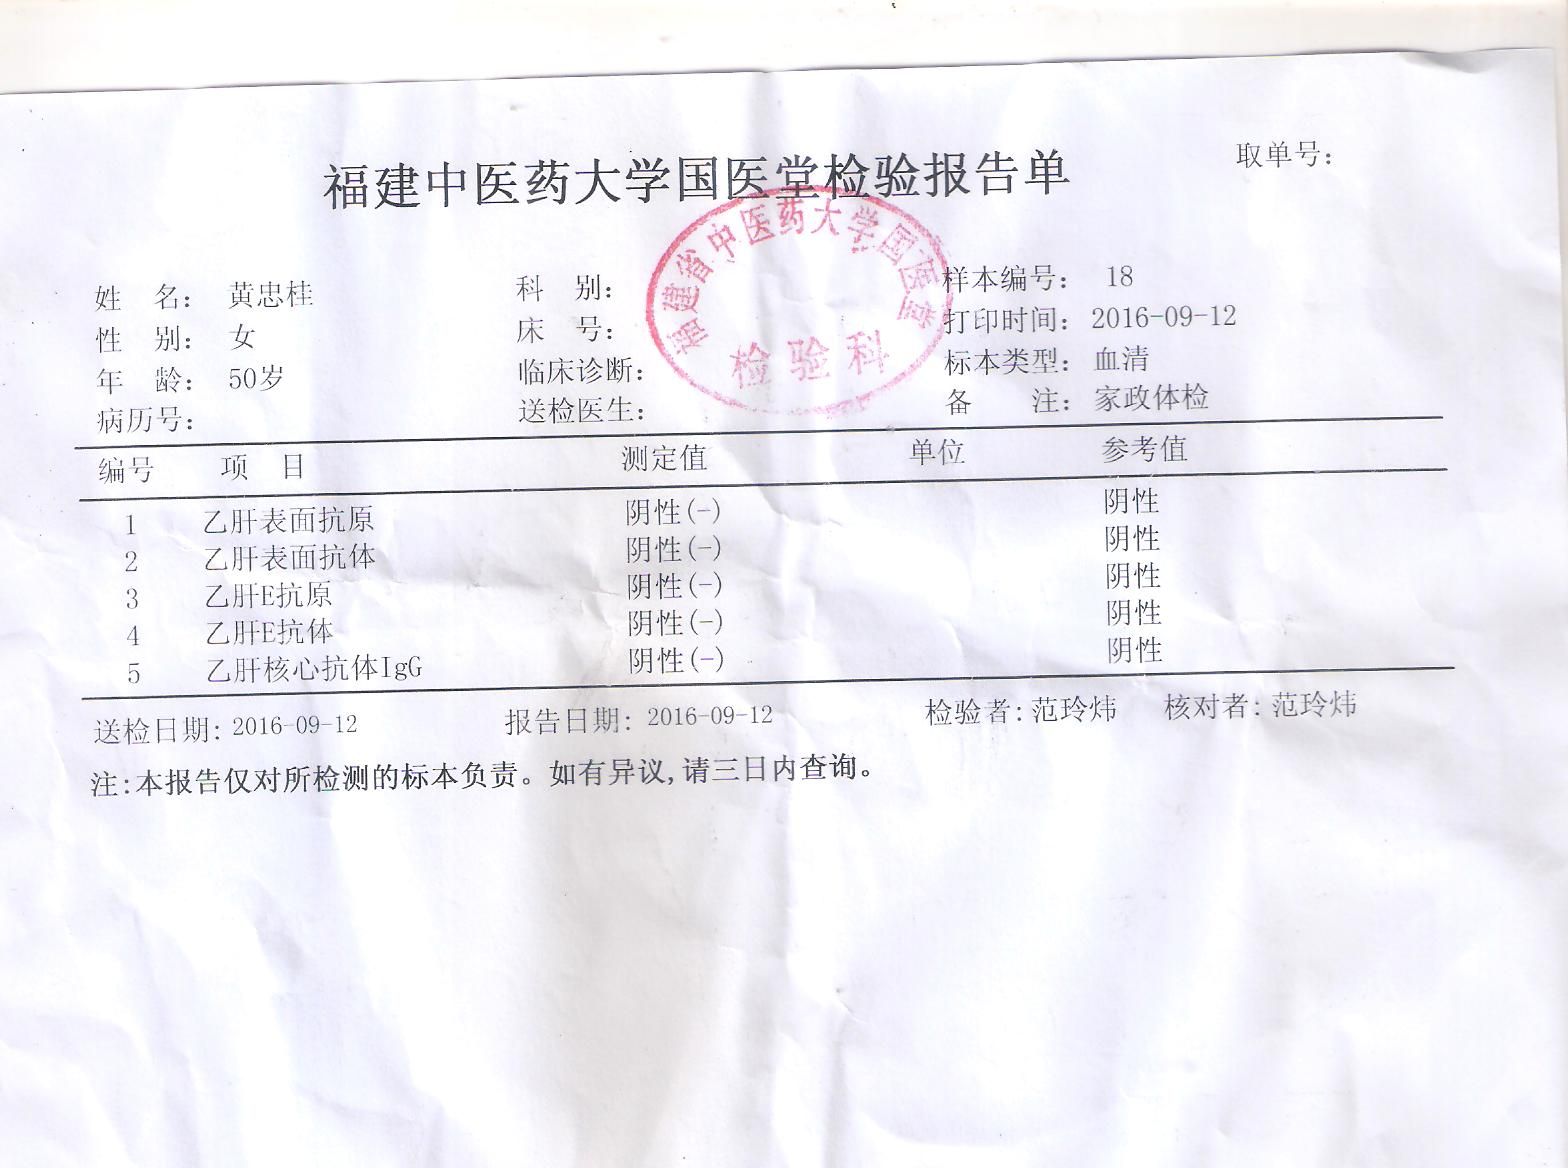 福建中医药大学国医堂检验报告单
取单号:
福建省中医药大学国医堂
检验科
姓 名: 黄忠桂 科 别: 样本编号: 18
性 别: 女 床 号: 打印时间: 2016-09-12
年 龄: 50岁 临床诊断: 标本类型: 血清
病历号: 送检医生: 备 注: 家政体检
编号 项 目 测定值 单位 参考值
1 乙肝表面抗原 阴性(-) 阴性
2 乙肝表面抗体 阴性(-) 阴性
3 乙肝E抗原 阴性(-) 阴性
4 乙肝E抗体 阴性(-) 阴性
5 乙肝核心抗体IgG 阴性(-) 阴性
送检日期: 2016-09-12 报告日期: 2016-09-12 检验者: 范玲炜 核对者: 范玲炜
注:本报告仅对所检测的标本负责。如有异议,请三日内查询。